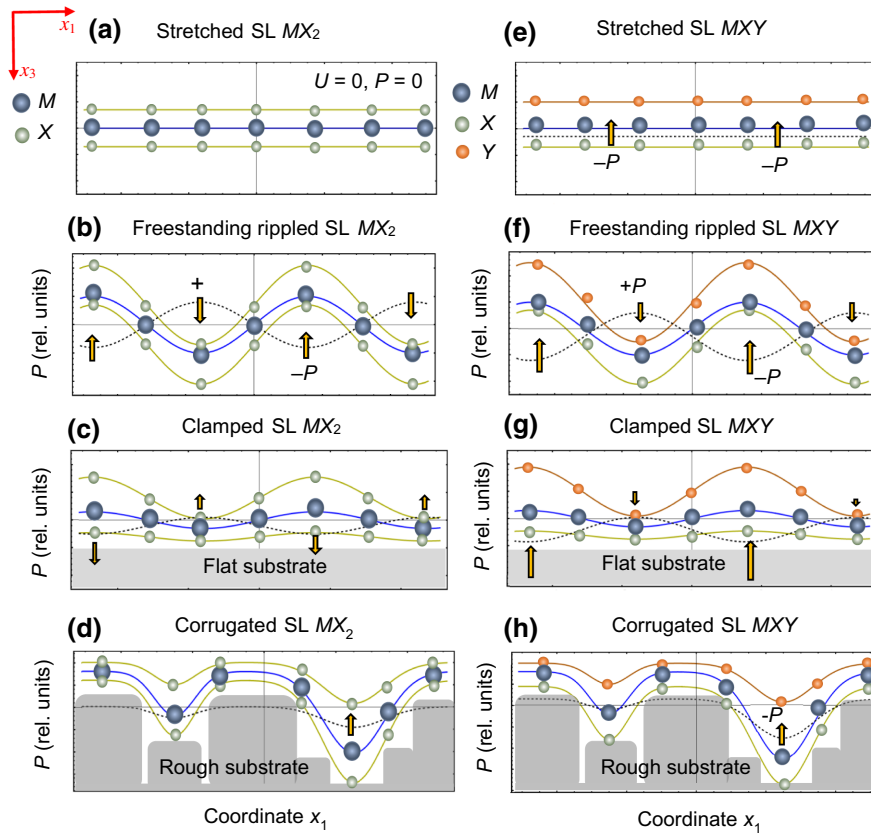 (a) Stretched SL MX₂
x₁
x₃
M
X
U = 0, P = 0
(b) Freestanding rippled SL MX₂
P (rel. units)
+
–P
(c) Clamped SL MX₂
P (rel. units)
Flat substrate
(d) Corrugated SL MX₂
P (rel. units)
Rough substrate
Coordinate x₁
(e) Stretched SL MXY
M
X
Y
–P
–P
(f) Freestanding rippled SL MXY
P (rel. units)
+P
–P
(g) Clamped SL MXY
P (rel. units)
Flat substrate
(h) Corrugated SL MXY
P (rel. units)
-P
Rough substrate
Coordinate x₁